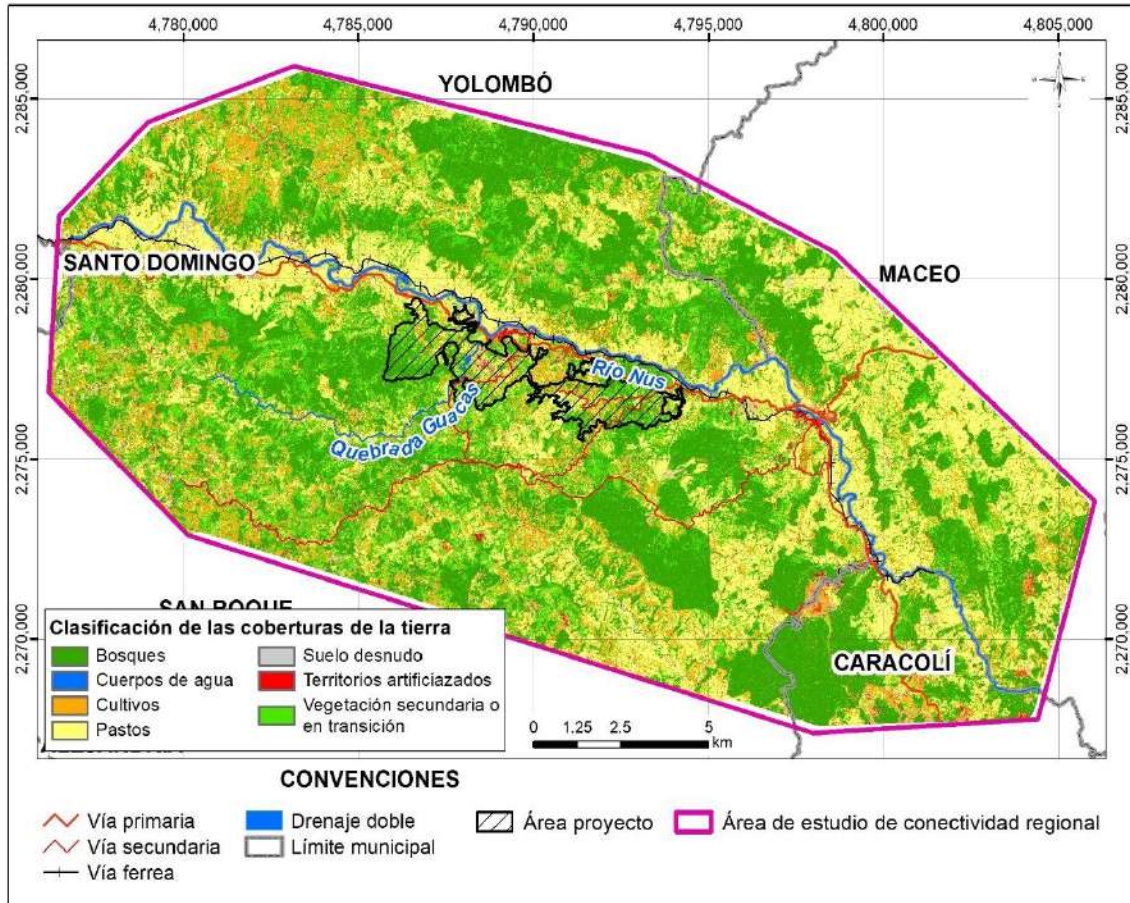 4,780,000 4,785,000 4,790,000 4,795,000 4,800,000 4,805,000
YOLOMBÓ
2,285,000 2,285,000
MACEO
SANTO DOMINGO
2,280,000 2,280,000
Río Nus
Quebrada Guacas
2,275,000 2,275,000
SAN ROQUE
2,270,000 2,270,000
CARACOLÍ
Clasificación de las coberturas de la tierra
Bosques
Cuerpos de agua
Cultivos
Pastos
Suelo desnudo
Territorios artificiazados
Vegetación secundaria o
en transición
0 1.25 2.5 5
km
CONVENCIONES
Vía primaria
Vía secundaria
Vía ferrea
Drenaje doble
Límite municipal
Área proyecto
Área de estudio de conectividad regional